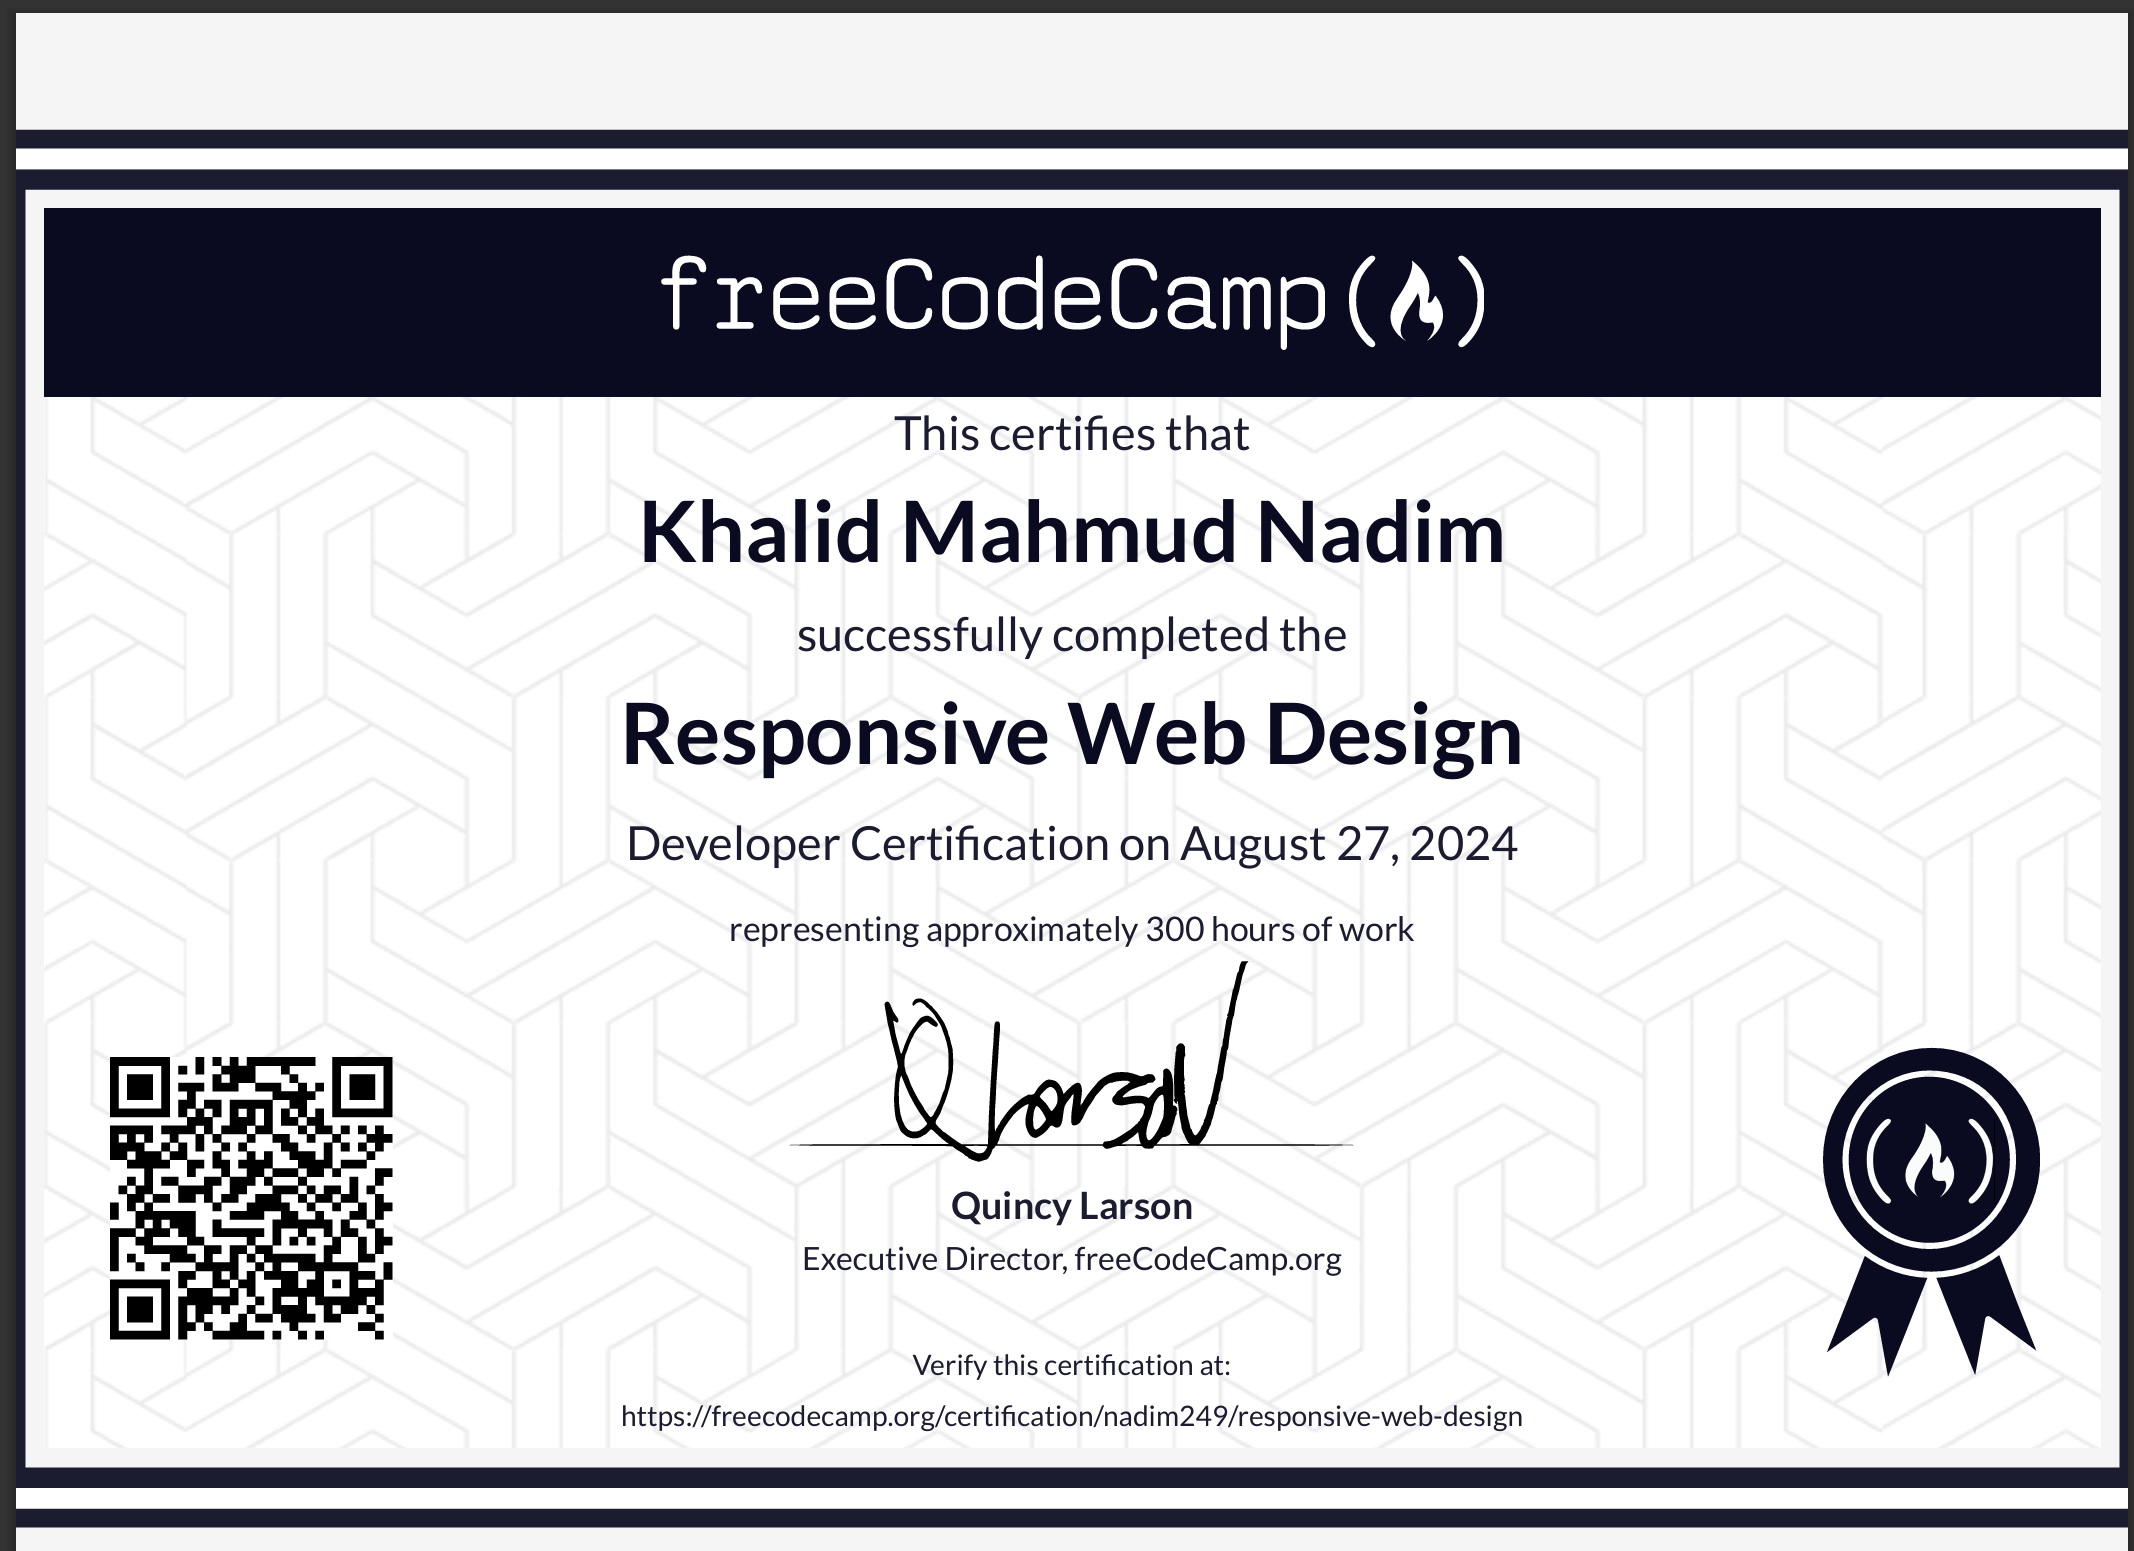 freeCodeCamp
This certifies that
Khalid Mahmud Nadim
successfully completed the
Responsive Web Design
Developer Certification on August 27, 2024
representing approximately 300 hours of work
Q Larson
Quincy Larson
Executive Director, freeCodeCamp.org
Verify this certification at:
https://freecodecamp.org/certification/nadim249/responsive-web-design